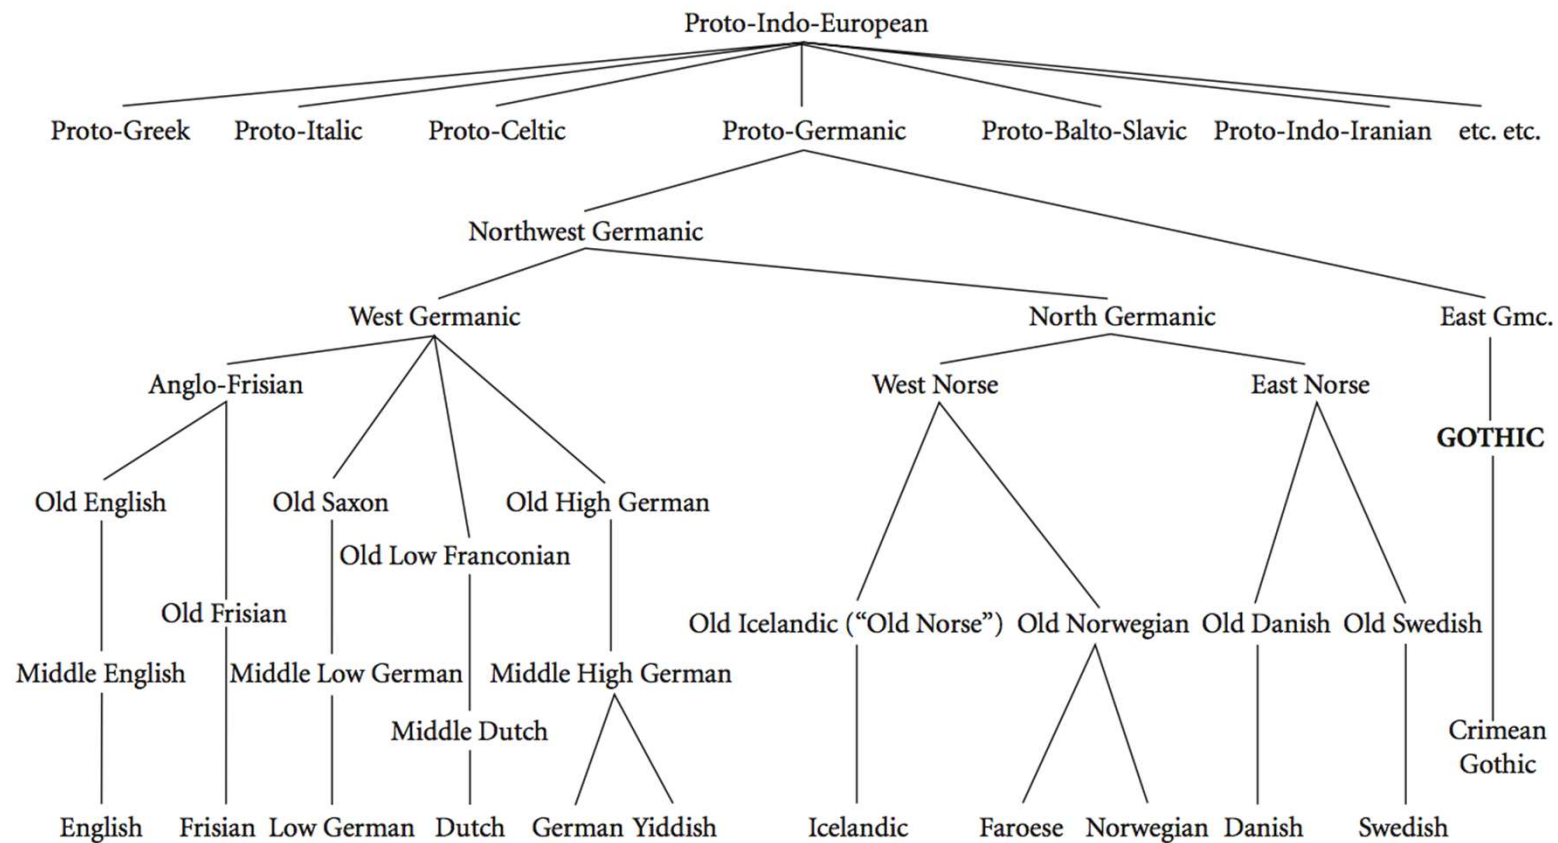 Proto-Indo-European
Proto-Greek Proto-Italic Proto-Celtic Proto-Germanic Proto-Balto-Slavic Proto-Indo-Iranian etc. etc.
Northwest Germanic
West Germanic North Germanic East Gmc.
Anglo-Frisian West Norse East Norse
GOTHIC
Old English Old Saxon Old High German
Old Low Franconian
Old Frisian
Old Icelandic (“Old Norse”) Old Norwegian Old Danish Old Swedish
Middle English Middle Low German Middle High German
Middle Dutch
Crimean
Gothic
English Frisian Low German Dutch German Yiddish Icelandic Faroese Norwegian Danish Swedish